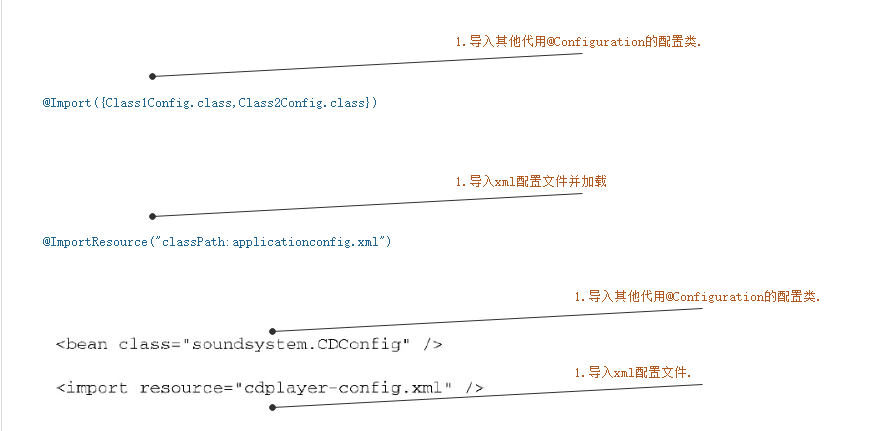 1.导入其他代用@Configuration的配置类.
@Import({Class1Config.class,Class2Config.class})
1.导入xml配置文件并加载
@ImportResource("classPath:applicationconfig.xml")
1.导入其他代用@Configuration的配置类.
<bean class="soundsystem.CDConfig" />
1.导入xml配置文件.
<import resource="cdplayer-config.xml" />